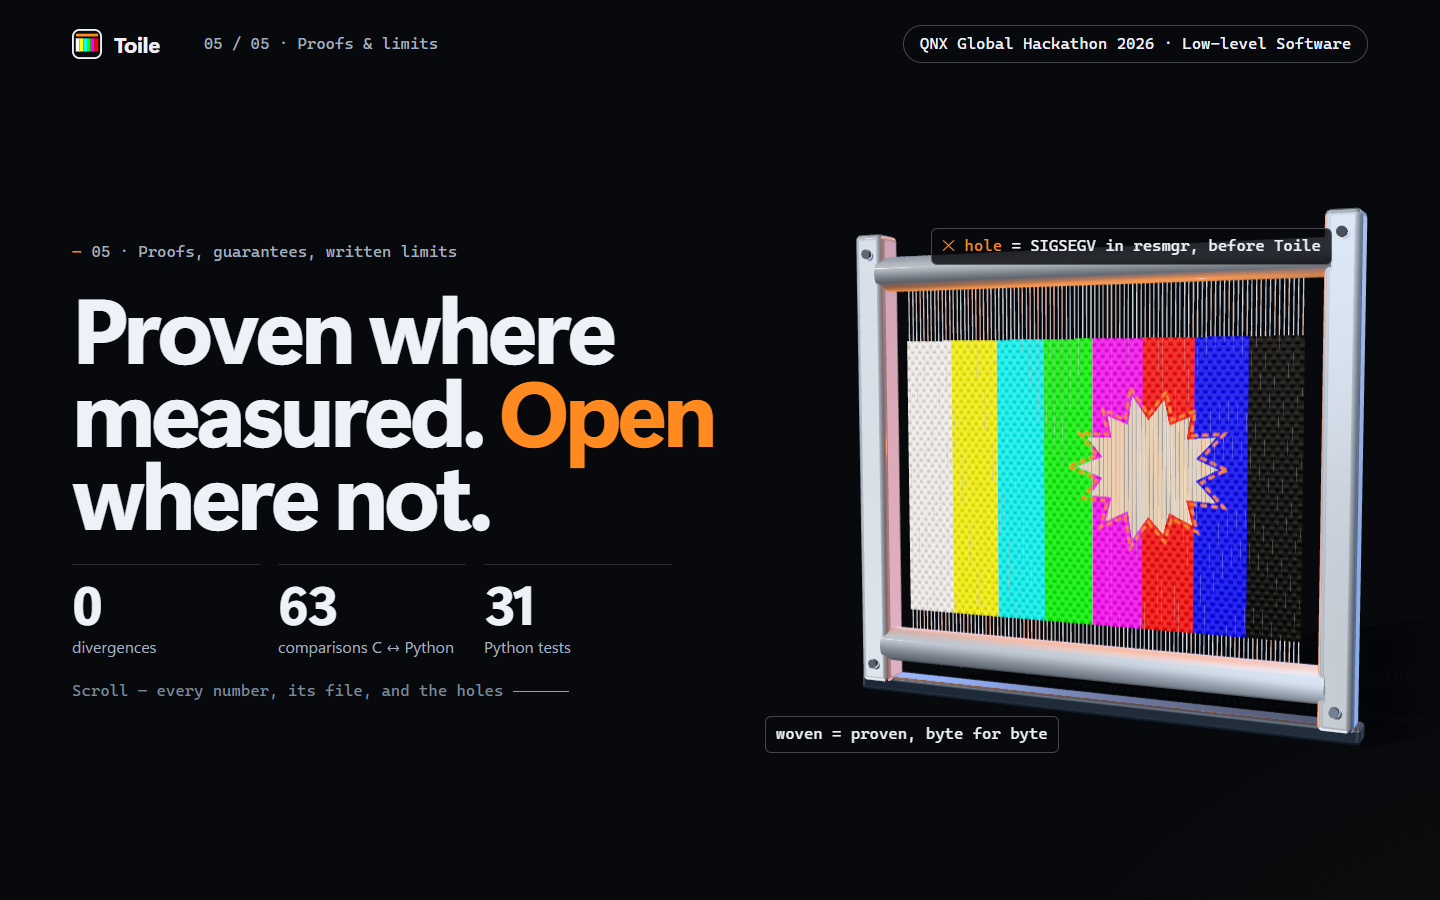 Toile
05 / 05 · Proofs & limits
QNX Global Hackathon 2026 · Low-level Software
— 05 · Proofs, guarantees, written limits
Proven where
measured. Open
where not.
0
divergences
63
comparisons C ↔ Python
31
Python tests
Scroll — every number, its file, and the holes
× hole = SIGSEGV in resmgr, before Toile
woven = proven, byte for byte